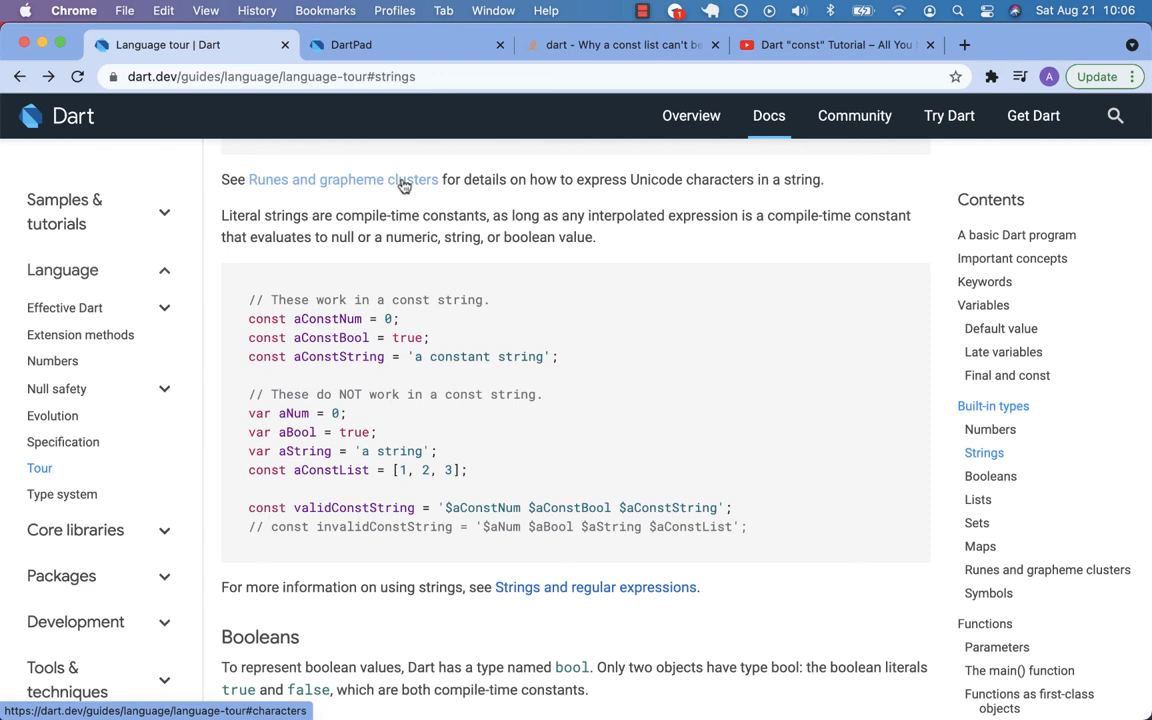 Chrome File Edit View History Bookmarks Profiles Tab Window Help Sat Aug 21 10:06
Language tour | Dart
DartPad
dart - Why a const list can't be
Dart "const" Tutorial – All You
dart.dev/guides/language/language-tour#strings
A
Update
Dart
Overview Docs Community Try Dart Get Dart
Samples &
tutorials
Language
Effective Dart
Extension methods
Numbers
Null safety
Evolution
Specification
Tour
Type system
Core libraries
Packages
Development
Tools &
techniques
See Runes and grapheme clusters for details on how to express Unicode characters in a string.
Literal strings are compile-time constants, as long as any interpolated expression is a compile-time constant
that evaluates to null or a numeric, string, or boolean value.
// These work in a const string.
const aConstNum = 0;
const aConstBool = true;
const aConstString = 'a constant string';
// These do NOT work in a const string.
var aNum = 0;
var aBool = true;
var aString = 'a string';
const aConstList = [1, 2, 3];
const validConstString = '$aConstNum $aConstBool $aConstString';
// const invalidConstString = '$aNum $aBool $aString $aConstList';
For more information on using strings, see Strings and regular expressions.
Booleans
To represent boolean values, Dart has a type named bool. Only two objects have type bool: the boolean literals
true and false, which are both compile-time constants.
Contents
A basic Dart program
Important concepts
Keywords
Variables
Default value
Late variables
Final and const
Built-in types
Numbers
Strings
Booleans
Lists
Sets
Maps
Runes and grapheme clusters
Symbols
Functions
Parameters
The main() function
Functions as first-class
objects
https://dart.dev/guides/language/language-tour#characters